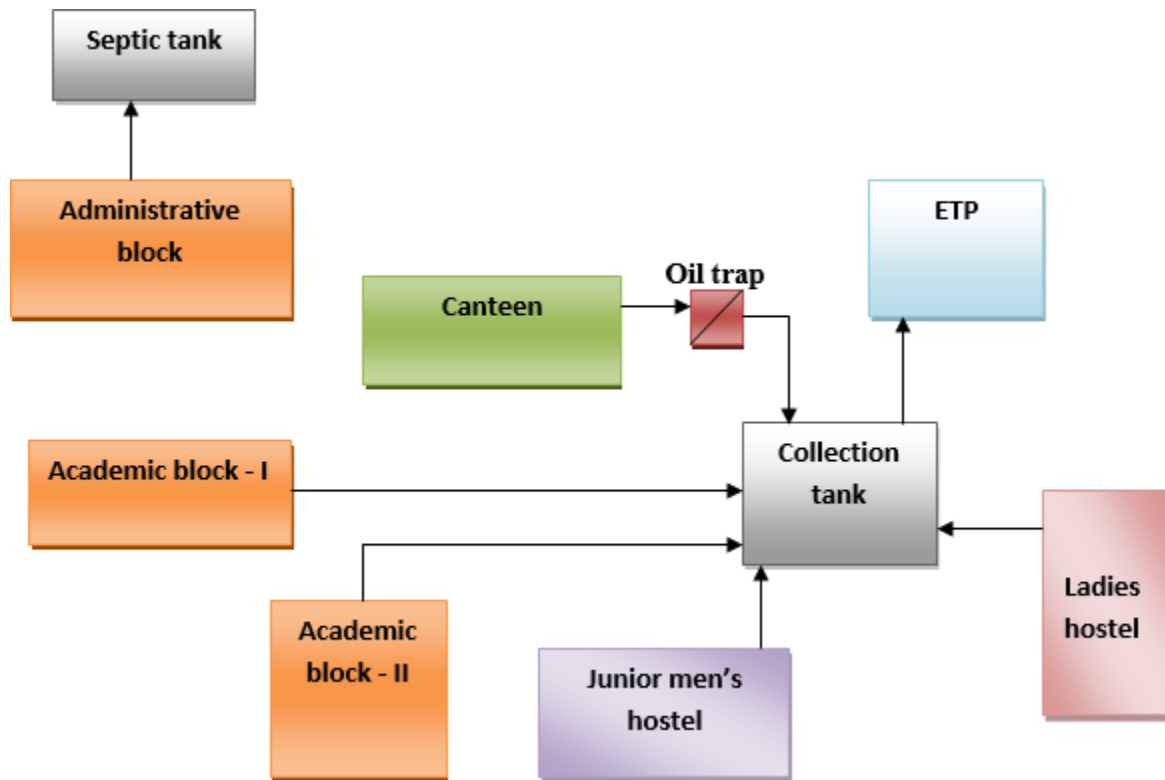 Septic tank
Administrative
block
ETP
Oil trap
Canteen
Collection
tank
Academic block - I
Ladies
hostel
Academic
block - II
Junior men’s
hostel